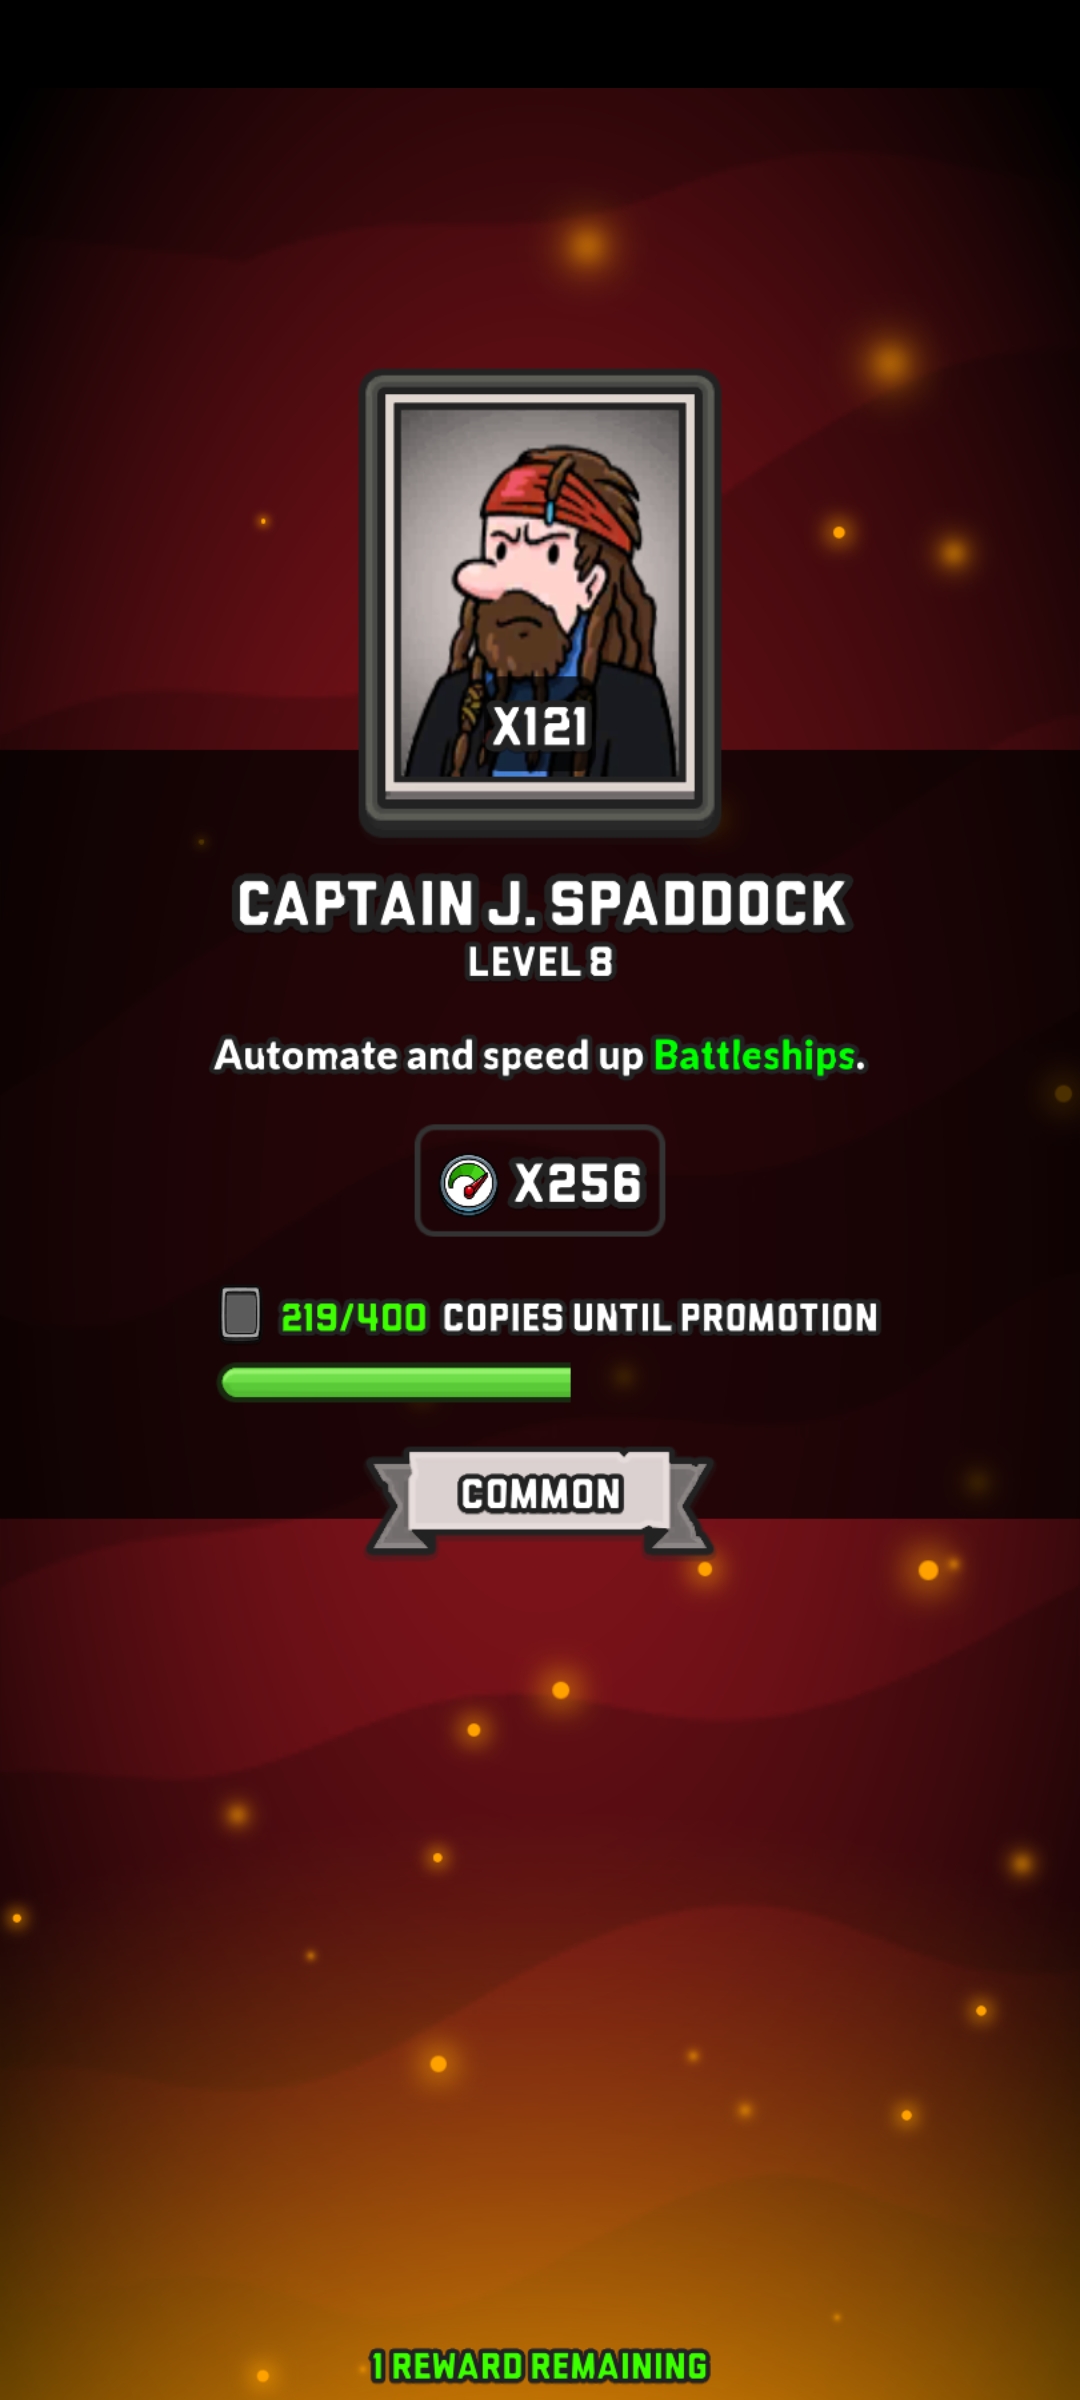 X121
CAPTAIN J. SPADDOCK
LEVEL 8
Automate and speed up Battleships.
X256
219/400 COPIES UNTIL PROMOTION
COMMON
1 REWARD REMAINING